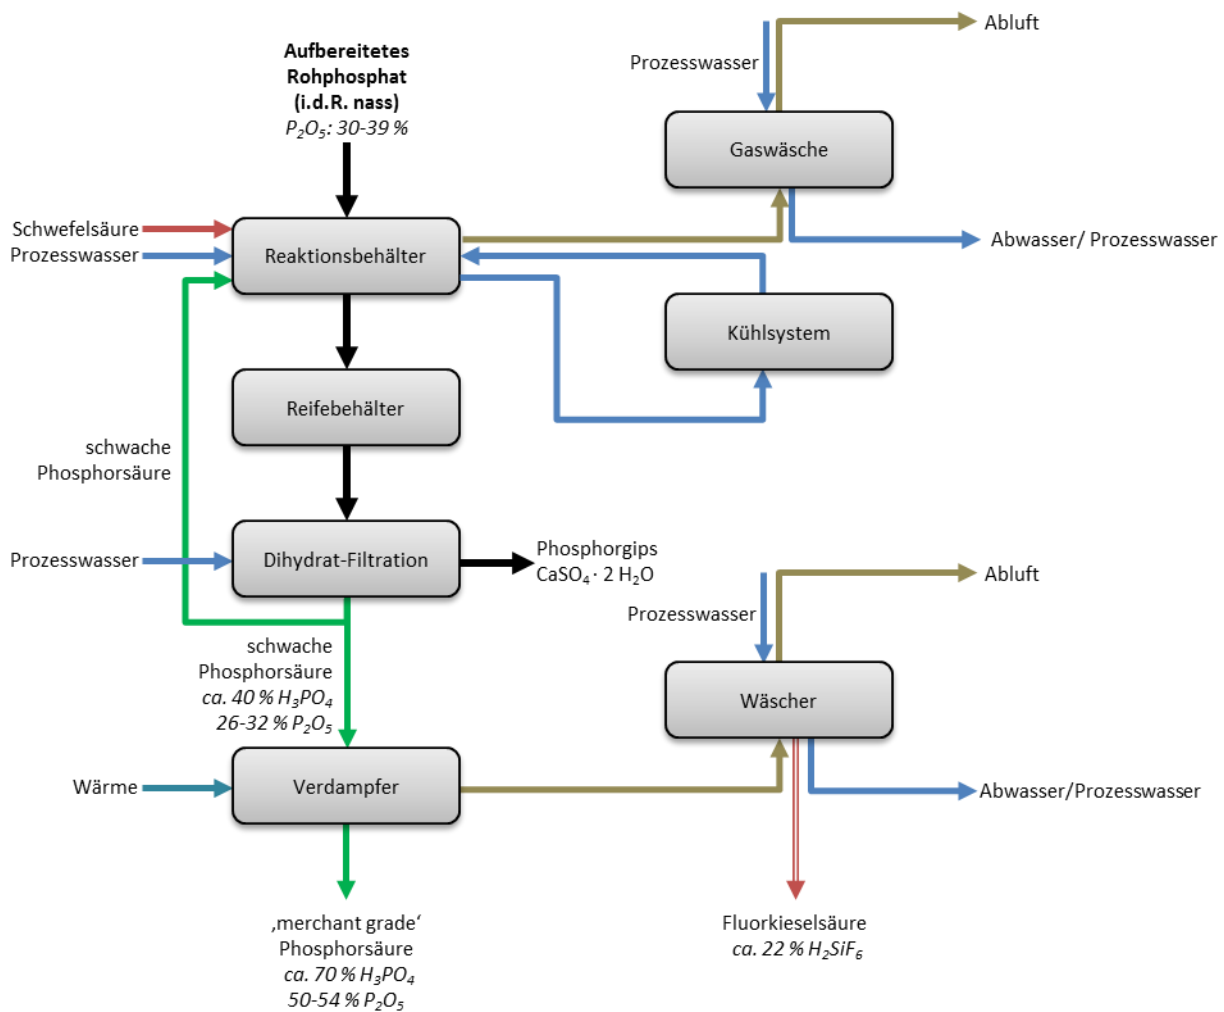 Abluft
Prozesswasser
Aufbereitetes
Rohphosphat
(i.d.R. nass)
P₂O₅: 30-39 %
Gaswäsche
Schwefelsäure
Prozesswasser
Reaktionsbehälter
Abwasser/ Prozesswasser
Kühlsystem
Reifebehälter
schwache
Phosphorsäure
Prozesswasser
Dihydrat-Filtration
Phosphorgips
CaSO₄ · 2 H₂O
Abluft
Prozesswasser
schwache
Phosphorsäure
ca. 40 % H₃PO₄
26-32 % P₂O₅
Wäscher
Wärme
Verdampfer
Abwasser/Prozesswasser
‚merchant grade‘
Phosphorsäure
ca. 70 % H₃PO₄
50-54 % P₂O₅
Fluorkieselsäure
ca. 22 % H₂SiF₆